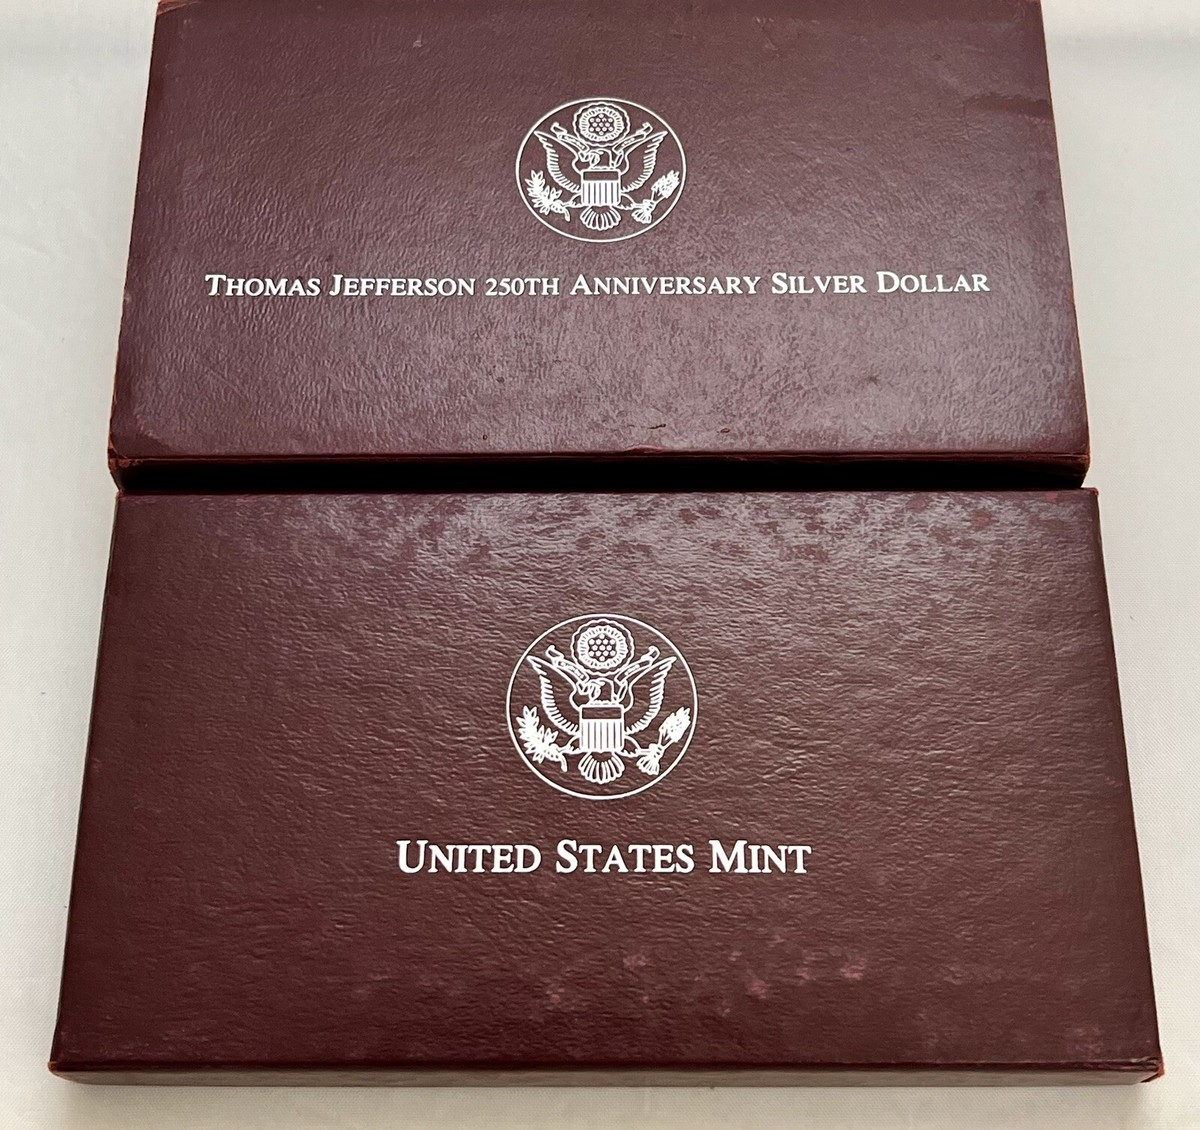 THOMAS JEFFERSON 250TH ANNIVERSARY SILVER DOLLAR
UNITED STATES MINT